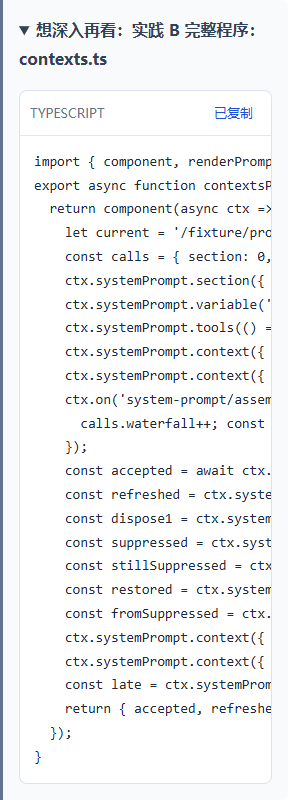 ▼ 想深入再看：实践 B 完整程序：
contexts.ts
TYPESCRIPT 已复制
import { component, renderPromp
export async function contextsP
return component(async ctx =>
let current = '/fixture/pro
const calls = { section: 0,
ctx.systemPrompt.section({
ctx.systemPrompt.variable('
ctx.systemPrompt.tools(() =
ctx.systemPrompt.context({
ctx.systemPrompt.context({
ctx.on('system-prompt/assem
calls.waterfall++; const
});
const accepted = await ctx.
const refreshed = ctx.syste
const dispose1 = ctx.system
const suppressed = ctx.syst
const stillSuppressed = ctx
const restored = ctx.system
const fromSuppressed = ctx.
ctx.systemPrompt.context({
ctx.systemPrompt.context({
const late = ctx.systemProm
return { accepted, refreshe
});
}